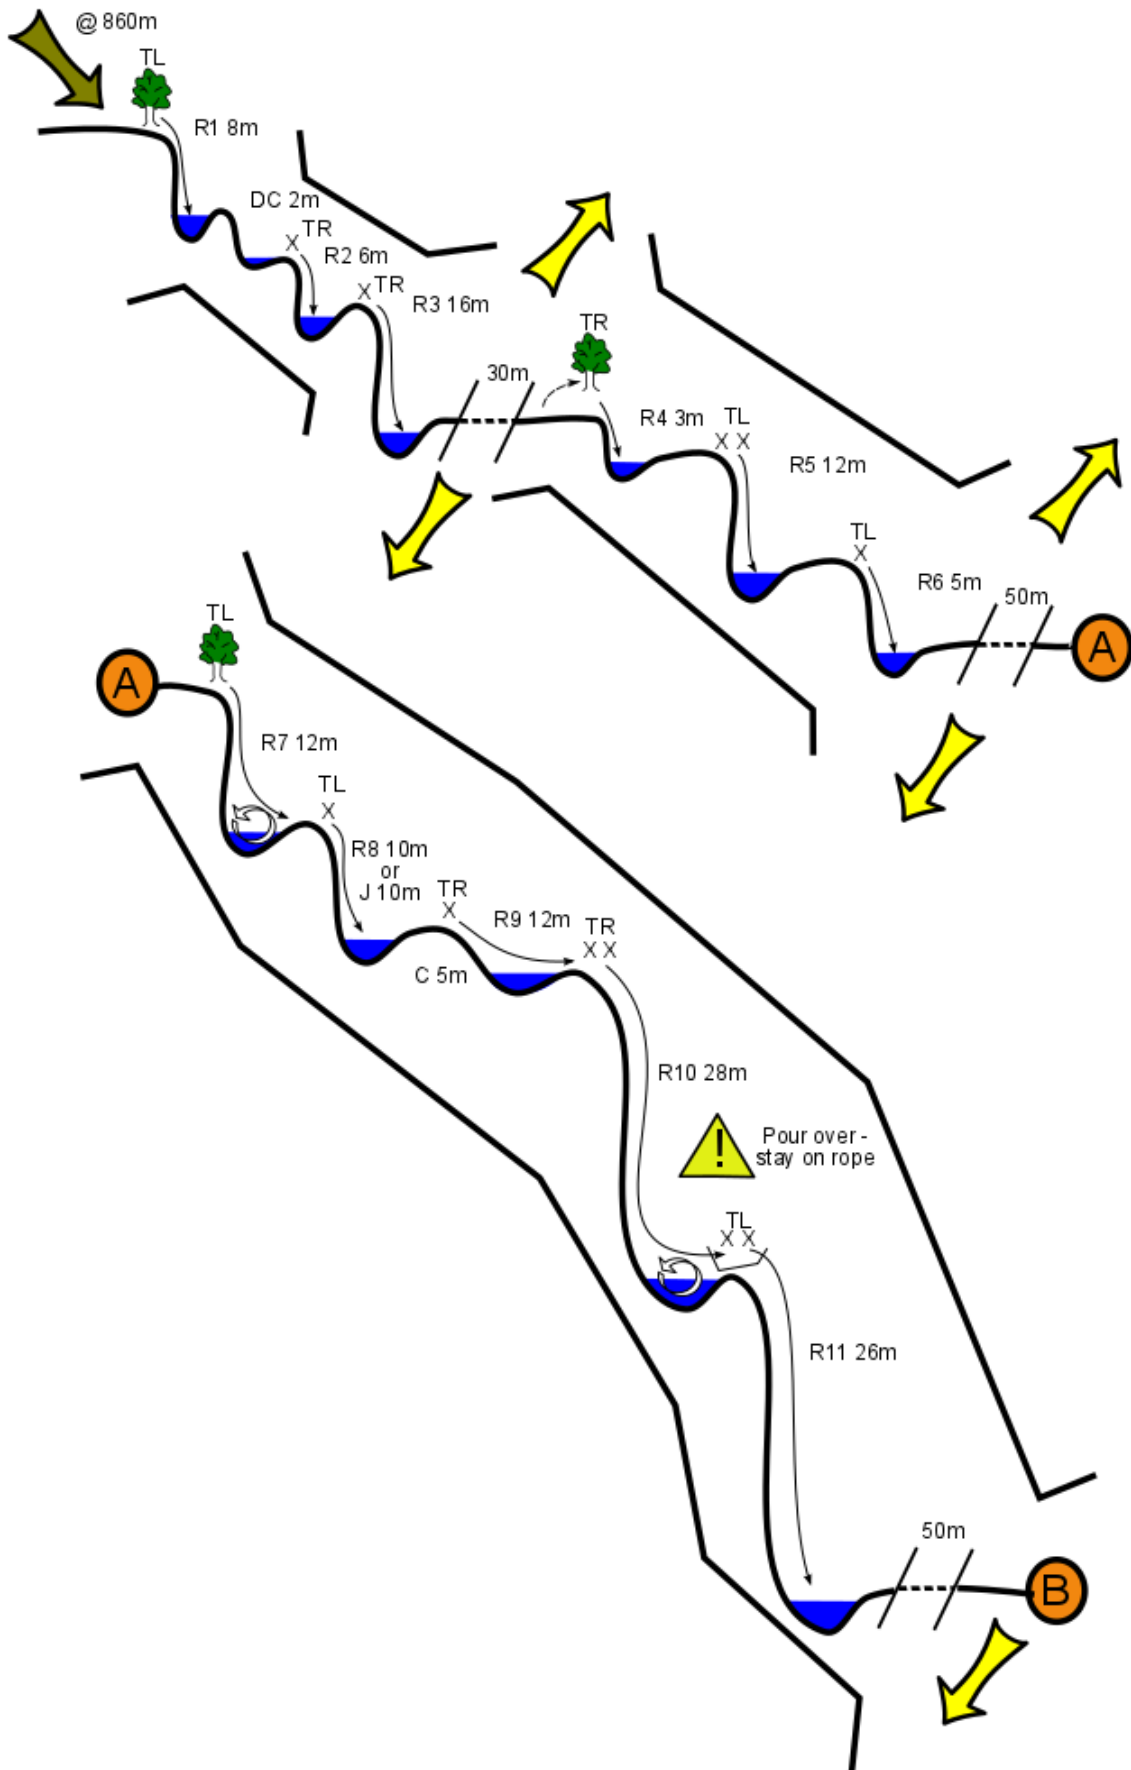 @ 860m
TL
R1 8m
DC 2m
TR
X
R2 6m
X TR
R3 16m
30m
TR
R4 3m
TL
X X
R5 12m
TL
X
R6 5m
50m
A
TL
A
R7 12m
TL
X
R8 10m
or
J 10m
TR
X
R9 12m
TR
X X
C 5m
R10 28m
!
Pour over -
stay on rope
TL
X X
R11 26m
50m
B